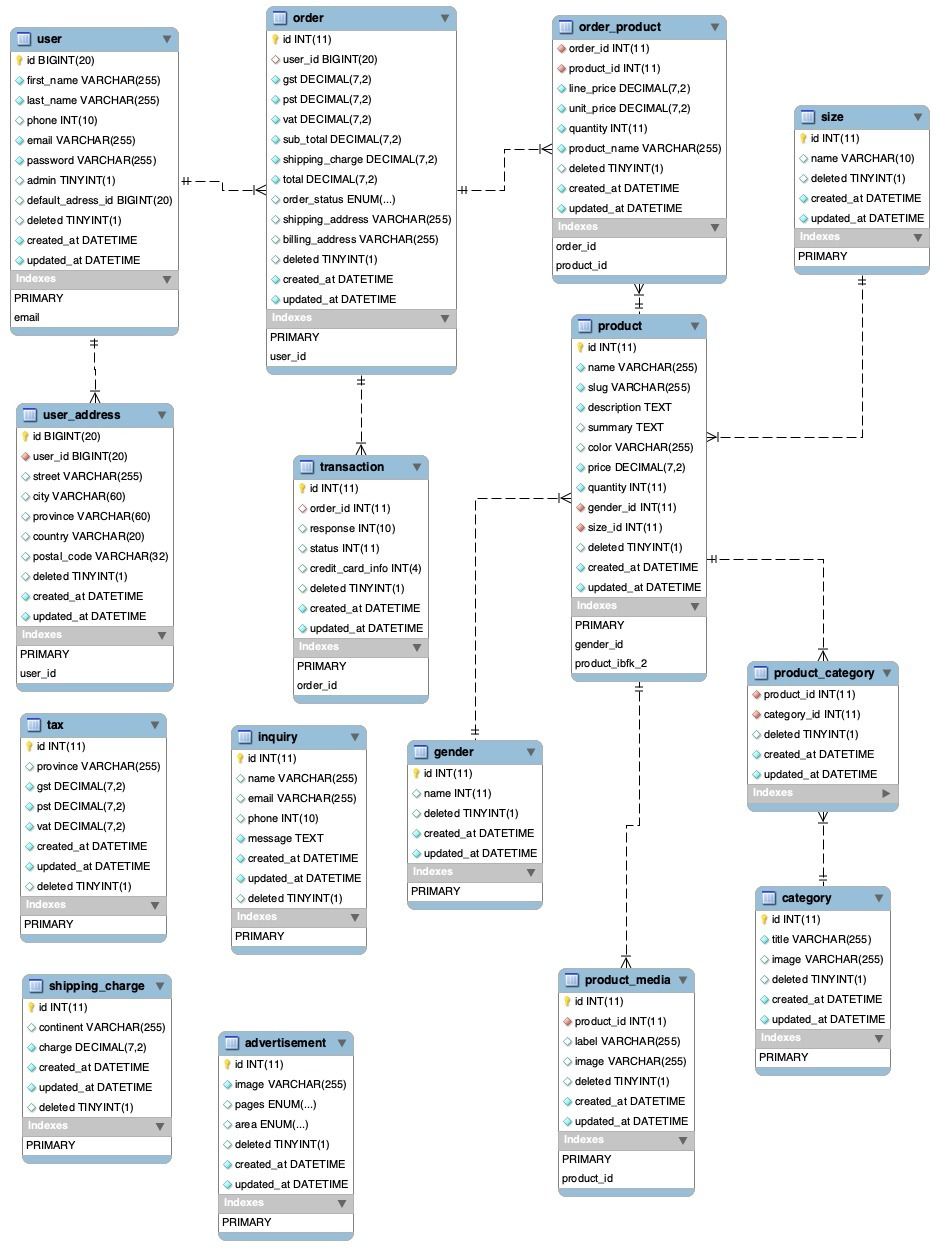 user
id BIGINT(20)
first_name VARCHAR(255)
last_name VARCHAR(255)
phone INT(10)
email VARCHAR(255)
password VARCHAR(255)
admin TINYINT(1)
default_adress_id BIGINT(20)
deleted TINYINT(1)
created_at DATETIME
updated_at DATETIME
Indexes
PRIMARY
email
order
id INT(11)
user_id BIGINT(20)
gst DECIMAL(7,2)
pst DECIMAL(7,2)
vat DECIMAL(7,2)
sub_total DECIMAL(7,2)
shipping_charge DECIMAL(7,2)
total DECIMAL(7,2)
order_status ENUM(...)
shipping_address VARCHAR(255)
billing_address VARCHAR(255)
deleted TINYINT(1)
created_at DATETIME
updated_at DATETIME
Indexes
PRIMARY
user_id
order_product
order_id INT(11)
product_id INT(11)
line_price DECIMAL(7,2)
unit_price DECIMAL(7,2)
quantity INT(11)
product_name VARCHAR(255)
deleted TINYINT(1)
created_at DATETIME
updated_at DATETIME
Indexes
order_id
product_id
size
id INT(11)
name VARCHAR(10)
deleted TINYINT(1)
created_at DATETIME
updated_at DATETIME
Indexes
PRIMARY
product
id INT(11)
name VARCHAR(255)
slug VARCHAR(255)
description TEXT
summary TEXT
color VARCHAR(255)
price DECIMAL(7,2)
quantity INT(11)
gender_id INT(11)
size_id INT(11)
deleted TINYINT(1)
created_at DATETIME
updated_at DATETIME
Indexes
PRIMARY
gender_id
product_ibfk_2
user_address
id BIGINT(20)
user_id BIGINT(20)
street VARCHAR(255)
city VARCHAR(60)
province VARCHAR(60)
country VARCHAR(20)
postal_code VARCHAR(32)
deleted TINYINT(1)
created_at DATETIME
updated_at DATETIME
Indexes
PRIMARY
user_id
transaction
id INT(11)
order_id INT(11)
response INT(10)
status INT(11)
credit_card_info INT(4)
deleted TINYINT(1)
created_at DATETIME
updated_at DATETIME
Indexes
PRIMARY
order_id
product_category
product_id INT(11)
category_id INT(11)
deleted TINYINT(1)
created_at DATETIME
updated_at DATETIME
Indexes
tax
id INT(11)
province VARCHAR(255)
gst DECIMAL(7,2)
pst DECIMAL(7,2)
vat DECIMAL(7,2)
created_at DATETIME
updated_at DATETIME
deleted TINYINT(1)
Indexes
PRIMARY
inquiry
id INT(11)
name VARCHAR(255)
email VARCHAR(255)
phone INT(10)
message TEXT
created_at DATETIME
updated_at DATETIME
deleted TINYINT(1)
Indexes
PRIMARY
gender
id INT(11)
name INT(11)
deleted TINYINT(1)
created_at DATETIME
updated_at DATETIME
Indexes
PRIMARY
category
id INT(11)
title VARCHAR(255)
image VARCHAR(255)
deleted TINYINT(1)
created_at DATETIME
updated_at DATETIME
Indexes
PRIMARY
shipping_charge
id INT(11)
continent VARCHAR(255)
charge DECIMAL(7,2)
created_at DATETIME
updated_at DATETIME
deleted TINYINT(1)
Indexes
PRIMARY
advertisement
id INT(11)
image VARCHAR(255)
pages ENUM(...)
area ENUM(...)
deleted TINYINT(1)
created_at DATETIME
updated_at DATETIME
Indexes
PRIMARY
product_media
id INT(11)
product_id INT(11)
label VARCHAR(255)
image VARCHAR(255)
deleted TINYINT(1)
created_at DATETIME
updated_at DATETIME
Indexes
PRIMARY
product_id